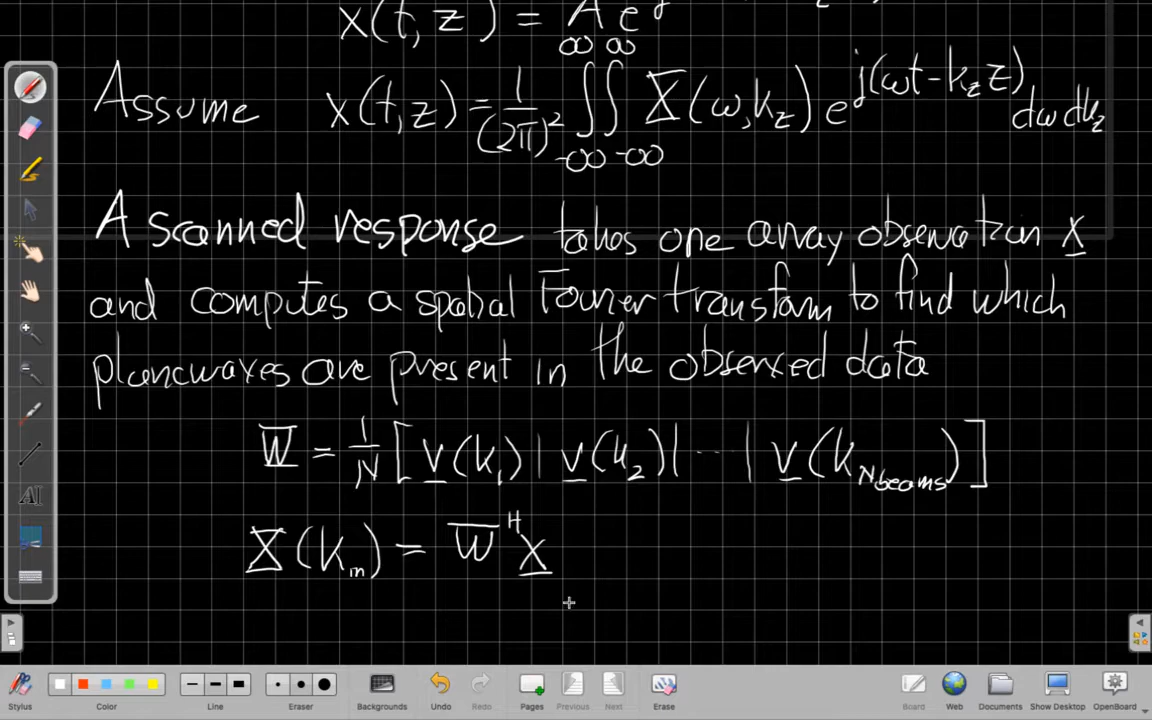 x(t, z) = A e^j
Assume x(t,z) = 1/(2π)^2 ∫_{-∞}^{∞} ∫_{-∞}^{∞} X(ω,k_z) e^{j(ωt-k_z z)} dω dk_z
A scanned response takes one array observation x
and computes a spatial Fourier transform to find which
planewaves are present in the observed data
W = 1/N [ v(k_1) | v(k_2) | ... | v(k_Nbeams) ]
X(k_m) = W^H x
Stylus
Color
Line
Eraser
Backgrounds
Undo
Redo
Pages
Previous
Next
Erase
Board
Web
Documents
Show Desktop
OpenBoard